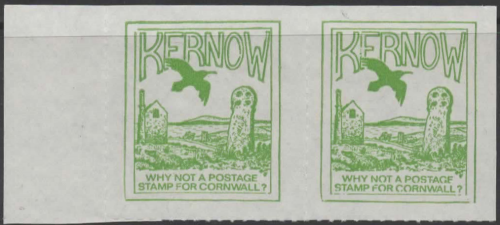 KERNOW
WHY NOT A POSTAGE
STAMP FOR CORNWALL?
KERNOW
WHY NOT A POSTAGE
STAMP FOR CORNWALL?